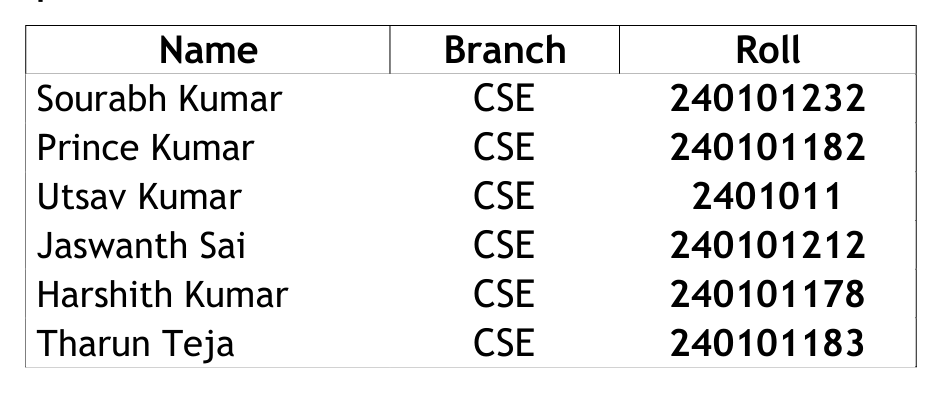 Name Branch Roll
Sourabh Kumar CSE 240101232
Prince Kumar CSE 240101182
Utsav Kumar CSE 2401011
Jaswanth Sai CSE 240101212
Harshith Kumar CSE 240101178
Tharun Teja CSE 240101183